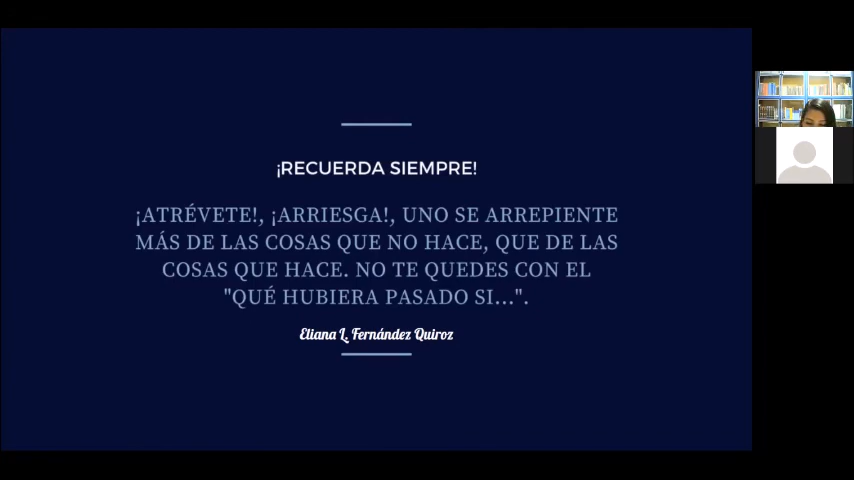 ¡RECUERDA SIEMPRE!
¡ATRÉVETE!, ¡ARRIESGA!, UNO SE ARREPIENTE
MÁS DE LAS COSAS QUE NO HACE, QUE DE LAS
COSAS QUE HACE. NO TE QUEDES CON EL
"QUÉ HUBIERA PASADO SI...".
Eliana L. Fernández Quiroz